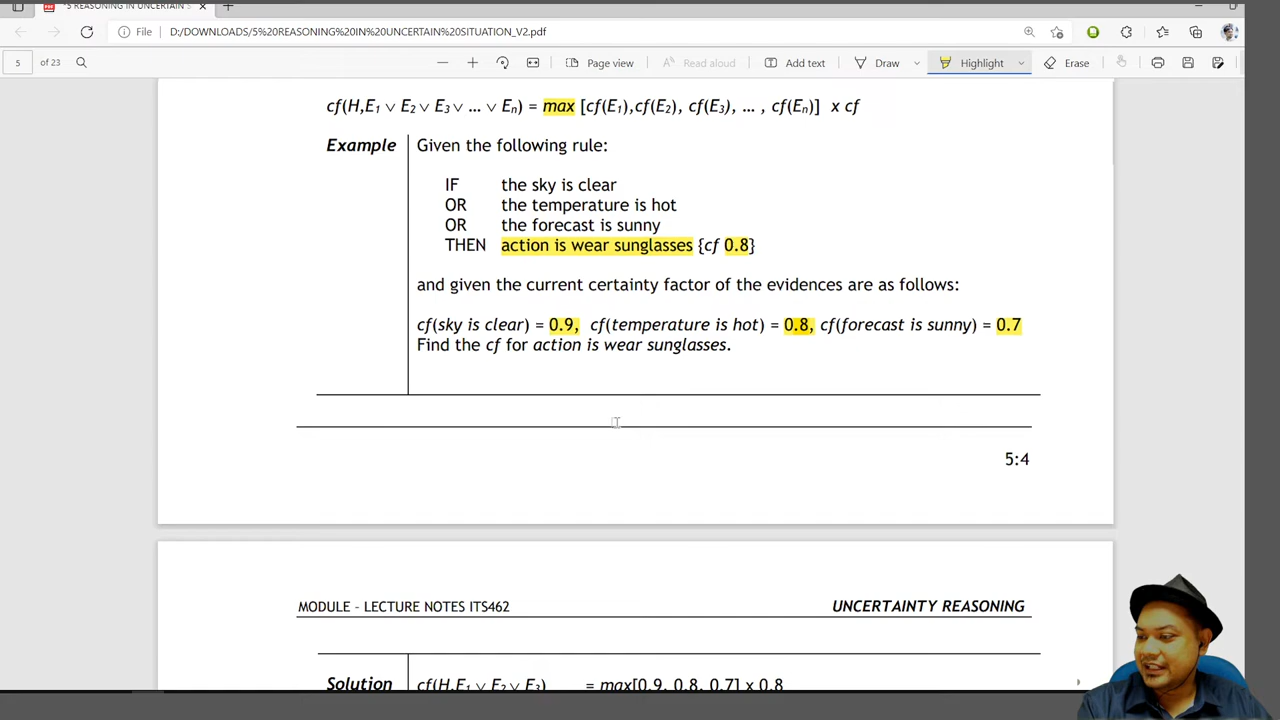 *5 REASONING IN UNCERTAIN S
File D:/DOWNLOADS/5%20REASONING%20IN%20UNCERTAIN%20SITUATION_V2.pdf
5 of 23 Page view Read aloud Add text Draw Highlight Erase
cf(H,E1 ∨ E2 ∨ E3 ∨ ... ∨ En) = max [cf(E1),cf(E2), cf(E3), ... , cf(En)] x cf
Example Given the following rule:
IF the sky is clear
OR the temperature is hot
OR the forecast is sunny
THEN action is wear sunglasses {cf 0.8}
and given the current certainty factor of the evidences are as follows:
cf(sky is clear) = 0.9, cf(temperature is hot) = 0.8, cf(forecast is sunny) = 0.7
Find the cf for action is wear sunglasses.
5:4
MODULE – LECTURE NOTES ITS462 UNCERTAINTY REASONING
Solution cf(H,E1 ∨ E2 ∨ E3) = max[0.9, 0.8, 0.7] x 0.8